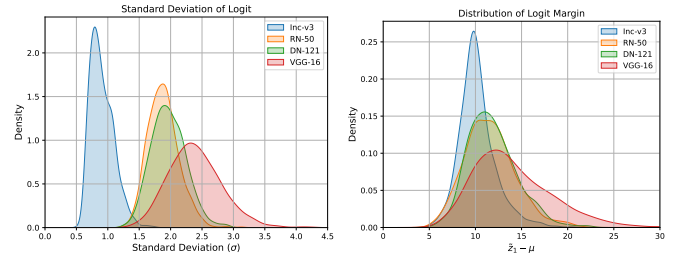 Standard Deviation of Logit
Density
2.0
1.5
1.0
0.5
0.0
0.0 0.5 1.0 1.5 2.0 2.5 3.0 3.5 4.0 4.5
Standard Deviation (σ)
Inc-v3
RN-50
DN-121
VGG-16
Distribution of Logit Margin
Density
0.25
0.20
0.15
0.10
0.05
0.00
0 5 10 15 20 25 30
z̃₁ − μ
Inc-v3
RN-50
DN-121
VGG-16